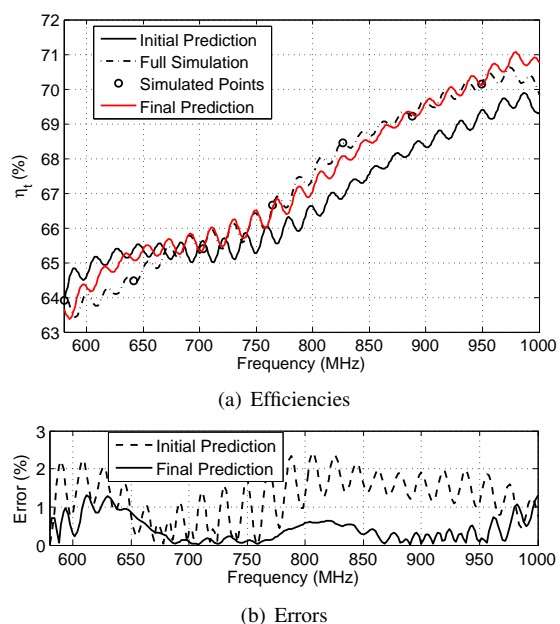 72
71
70
69
68
67
66
65
64
63
η_t (%)
Initial Prediction
Full Simulation
Simulated Points
Final Prediction
600 650 700 750 800 850 900 950 1000
Frequency (MHz)
(a) Efficiencies
3
2
1
0
Error (%)
Initial Prediction
Final Prediction
600 650 700 750 800 850 900 950 1000
Frequency (MHz)
(b) Errors